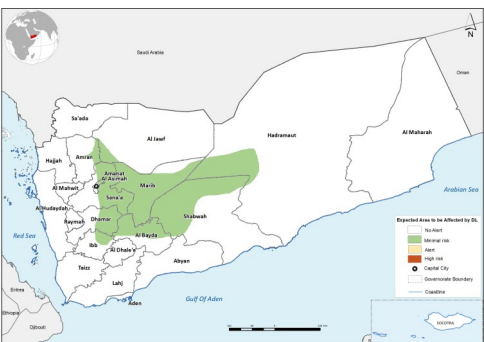 N
Saudi Arabia
Oman
Sa'ada
Al Jawf
Hadramaut
Al Maharah
Hajjah
Amran
Amanat
Al Asimah
Marib
Al Mahwit
Sana'a
Arabian Sea
Al Hudaydah
Raymah
Dhamar
Shabwah
Red Sea
Al Bayda
Ibb
Al Dhale'e
Taizz
Abyan
Lahj
Aden
Gulf Of Aden
Eritrea
Ethiopia
Djibouti
Expected Area to be Affected by DL
No Alert
Minimal risk
Alert
High risk
Capital City
Governorate Boundary
Coastline
SOCOTRA